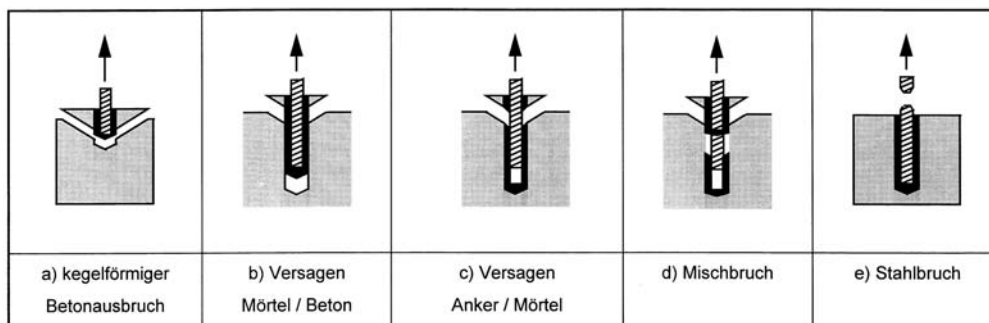 a) kegelförmiger
Betonausbruch
b) Versagen
Mörtel / Beton
c) Versagen
Anker / Mörtel
d) Mischbruch
e) Stahlbruch